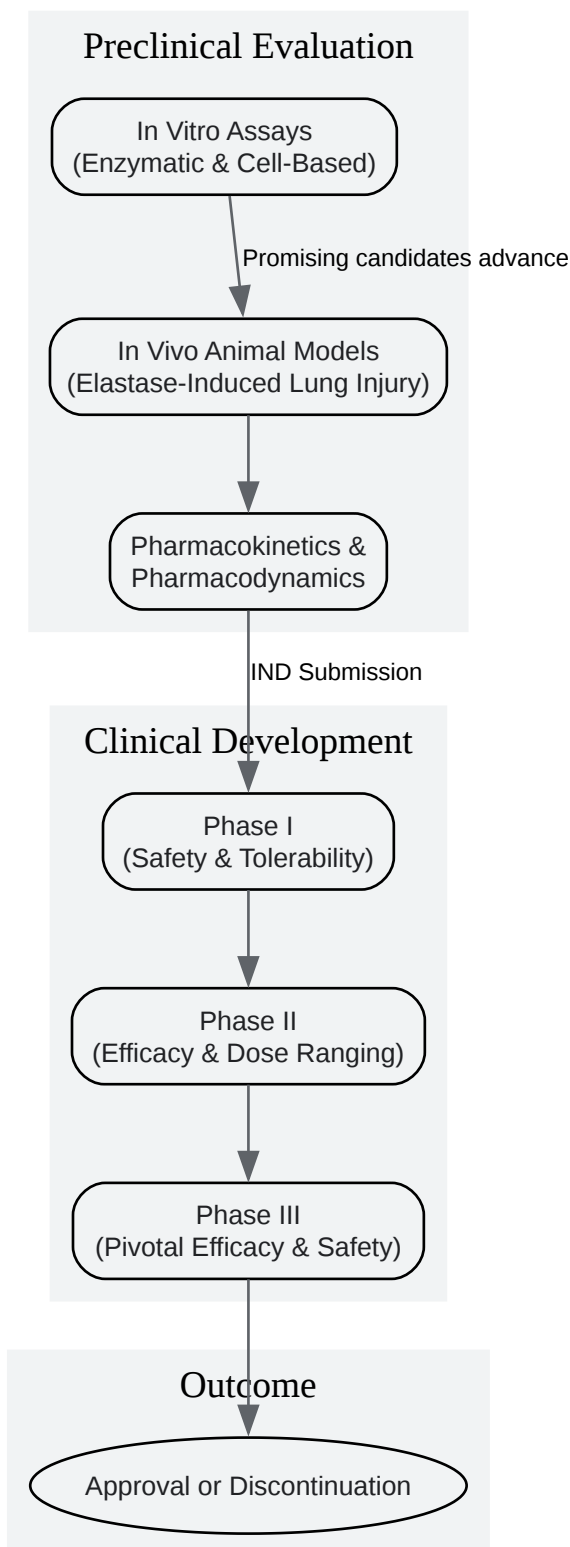 Preclinical Evaluation
In Vitro Assays
(Enzymatic & Cell-Based)
Promising candidates advance
In Vivo Animal Models
(Elastase-Induced Lung Injury)
Pharmacokinetics &
Pharmacodynamics
IND Submission
Clinical Development
Phase I
(Safety & Tolerability)
Phase II
(Efficacy & Dose Ranging)
Phase III
(Pivotal Efficacy & Safety)
Outcome
Approval or Discontinuation